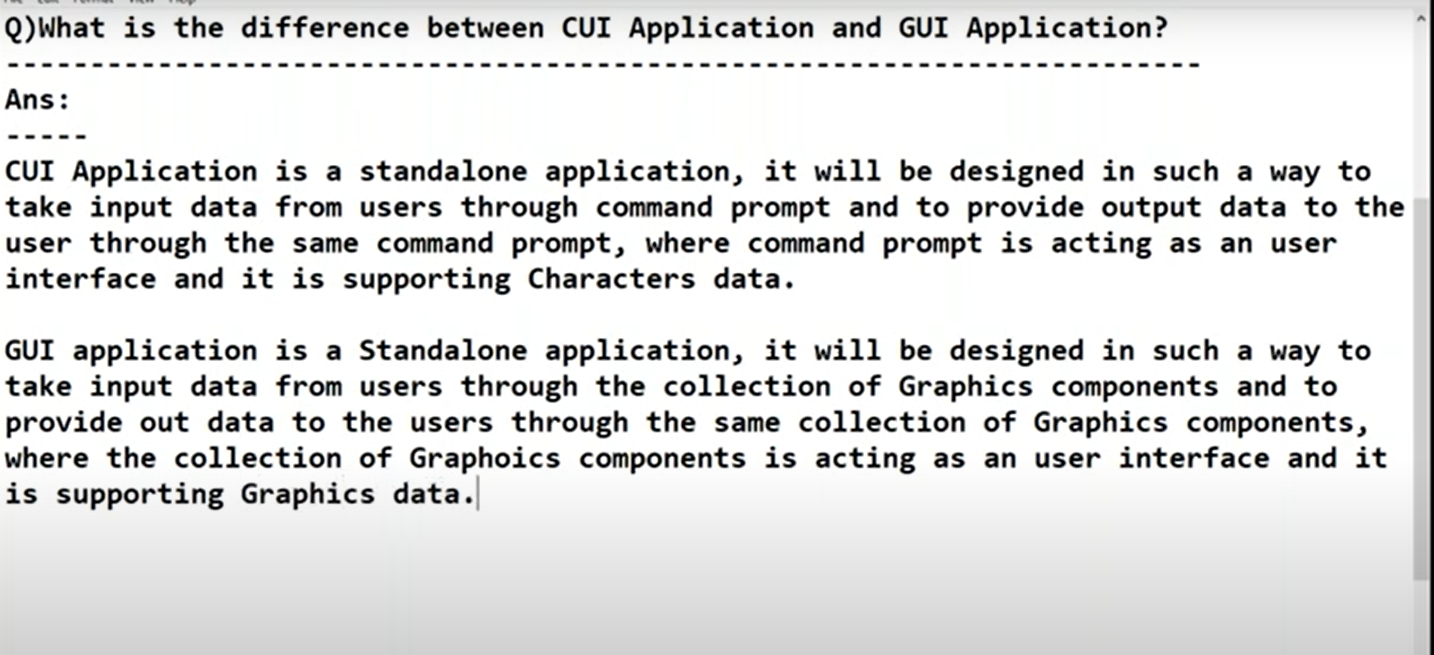 Q)What is the difference between CUI Application and GUI Application?
-----------------------------------------------------------------------
Ans:
-----
CUI Application is a standalone application, it will be designed in such a way to
take input data from users through command prompt and to provide output data to the
user through the same command prompt, where command prompt is acting as an user
interface and it is supporting Characters data.
GUI application is a Standalone application, it will be designed in such a way to
take input data from users through the collection of Graphics components and to
provide out data to the users through the same collection of Graphics components,
where the collection of Graphoics components is acting as an user interface and it
is supporting Graphics data.